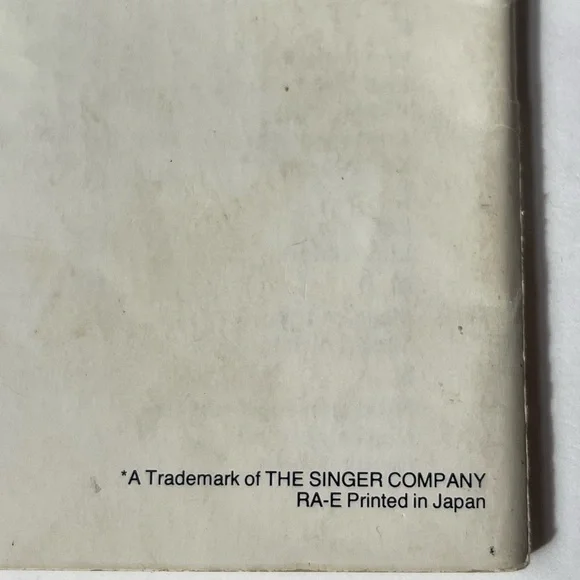 *A Trademark of THE SINGER COMPANY
RA-E Printed in Japan